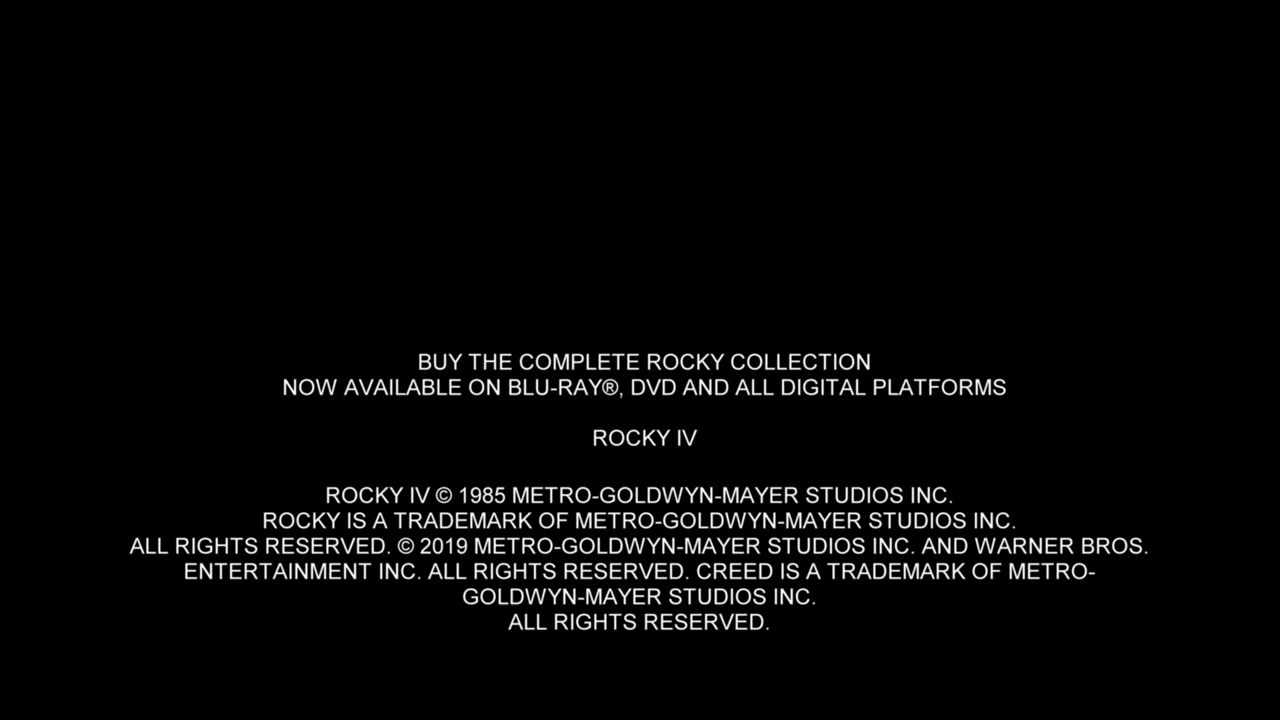 BUY THE COMPLETE ROCKY COLLECTION
NOW AVAILABLE ON BLU-RAY®, DVD AND ALL DIGITAL PLATFORMS
ROCKY IV
ROCKY IV © 1985 METRO-GOLDWYN-MAYER STUDIOS INC.
ROCKY IS A TRADEMARK OF METRO-GOLDWYN-MAYER STUDIOS INC.
ALL RIGHTS RESERVED. © 2019 METRO-GOLDWYN-MAYER STUDIOS INC. AND WARNER BROS.
ENTERTAINMENT INC. ALL RIGHTS RESERVED. CREED IS A TRADEMARK OF METRO-
GOLDWYN-MAYER STUDIOS INC.
ALL RIGHTS RESERVED.